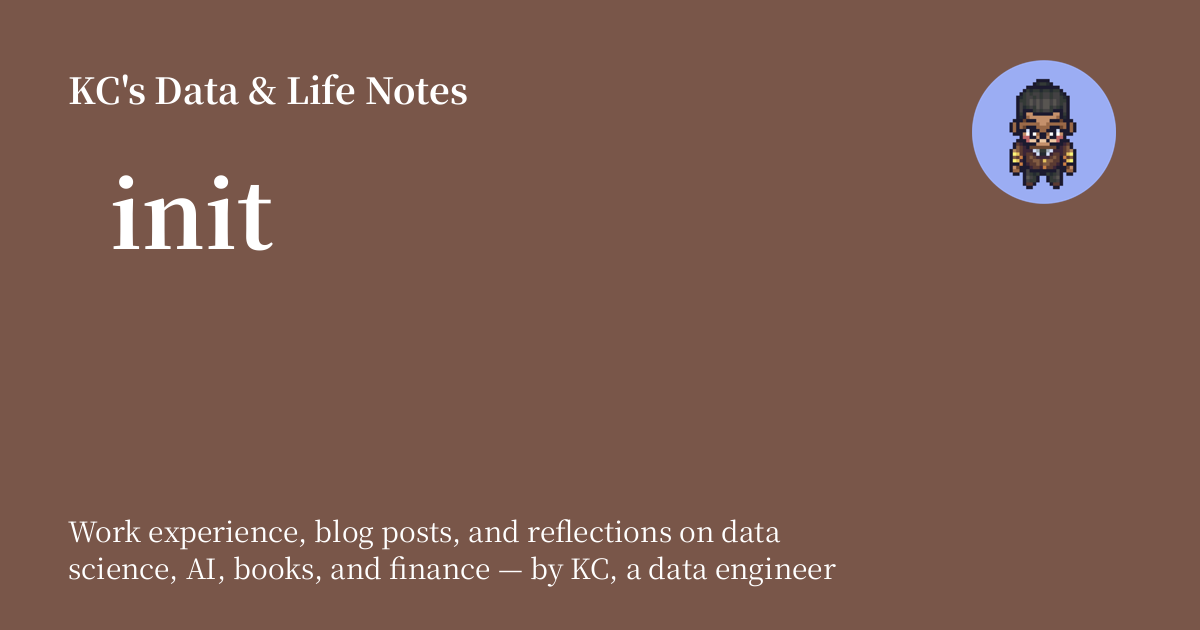 KC's Data & Life Notes
init
Work experience, blog posts, and reflections on data
science, AI, books, and finance — by KC, a data engineer